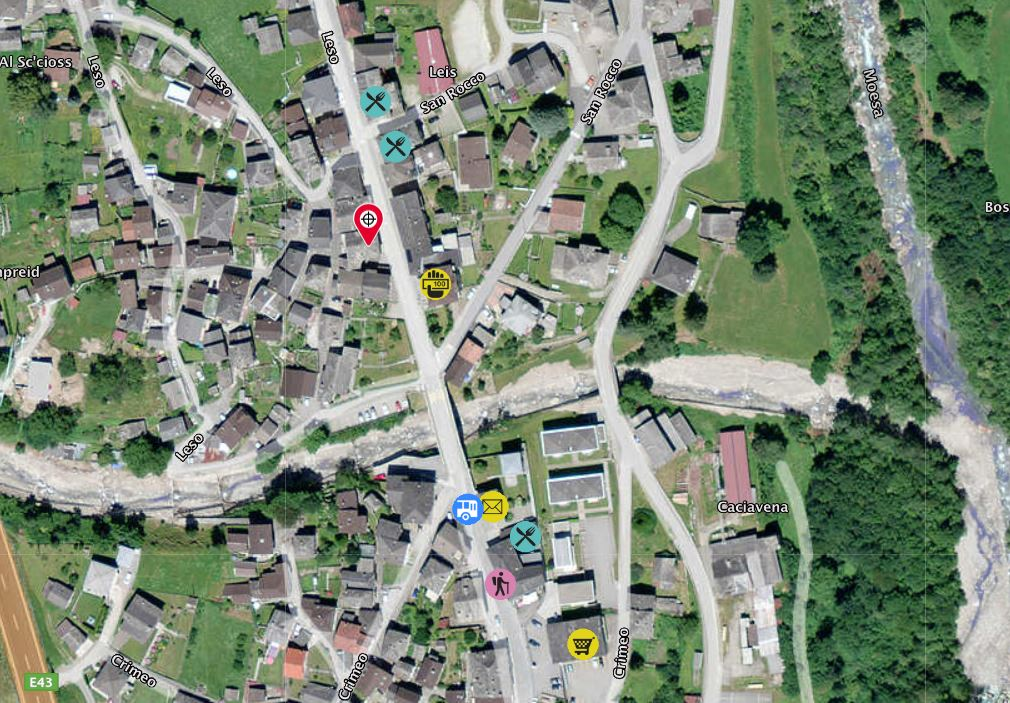 Leso
Al Sc'cioss
Leso
Leso
Leis
San Rocco
San Rocco
Moesa
Bos
100
preid
Leso
Caciavena
Crimeo
Crimeo
Crimeo
E43